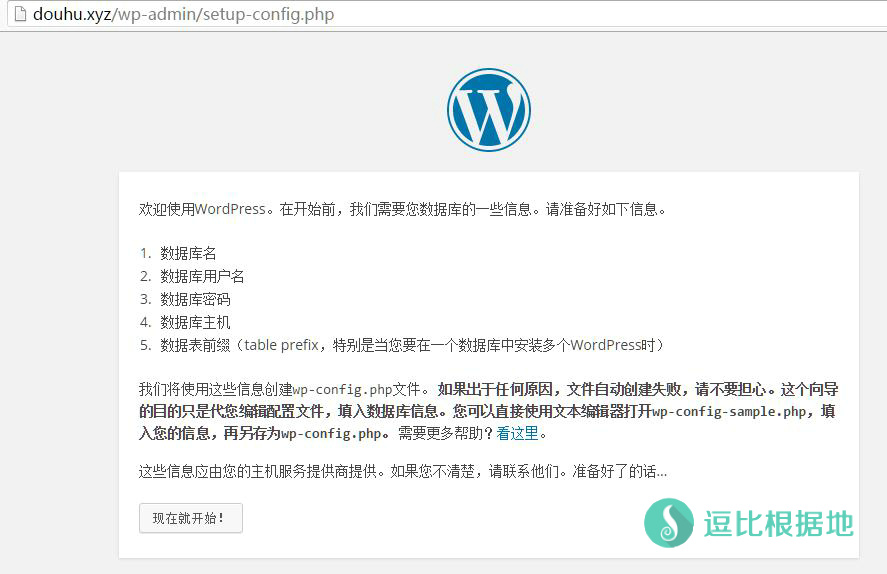 douhu.xyz/wp-admin/setup-config.php
欢迎使用WordPress。在开始前，我们需要您数据库的一些信息。请准备好如下信息。
1. 数据库名
2. 数据库用户名
3. 数据库密码
4. 数据库主机
5. 数据表前缀（table prefix，特别是当您要在一个数据库中安装多个WordPress时）
我们将使用这些信息创建wp-config.php文件。如果出于任何原因，文件自动创建失败，请不要担心。这个向导
的目的只是代您编辑配置文件，填入数据库信息。您可以直接使用文本编辑器打开wp-config-sample.php，填
入您的信息，再另存为wp-config.php。需要更多帮助？看这里。
这些信息应由您的主机服务提供商提供。如果您不清楚，请联系他们。准备好了的话…
现在就开始！
逗比根据地